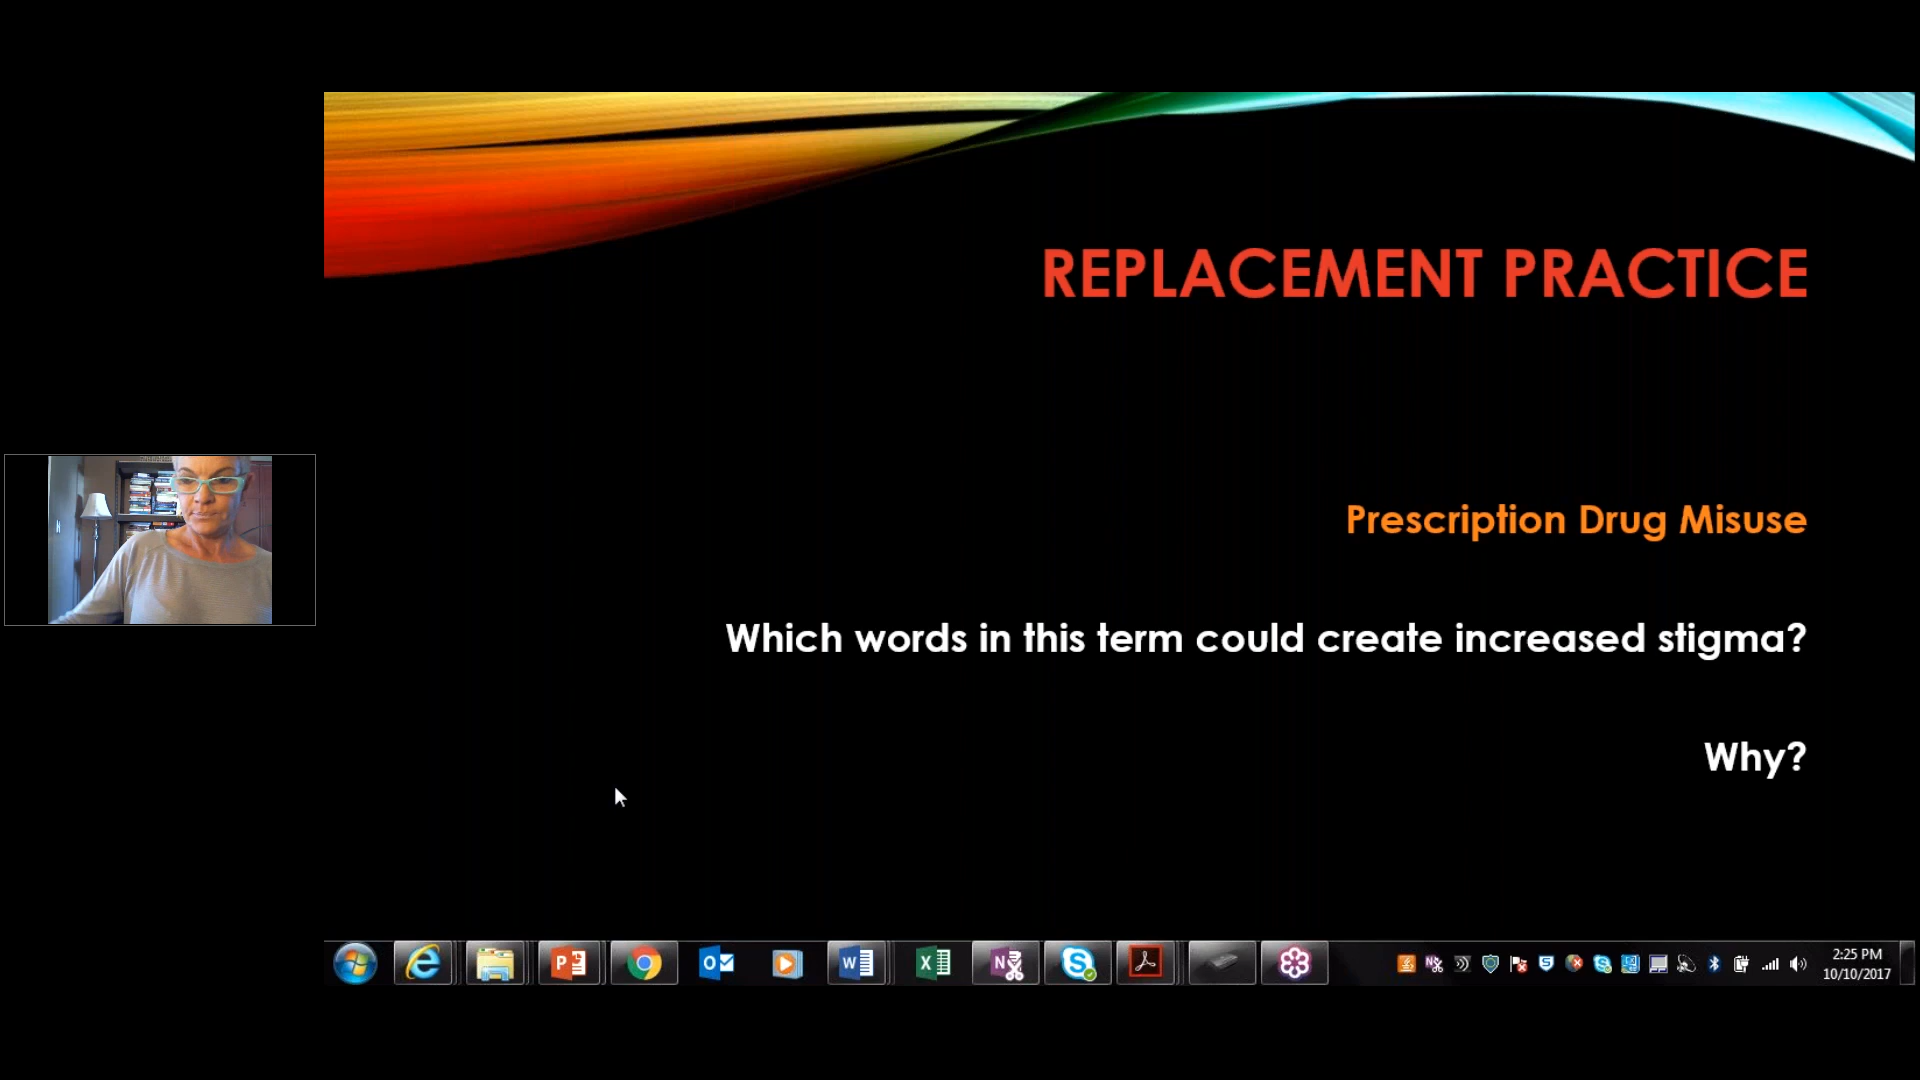 REPLACEMENT PRACTICE
Prescription Drug Misuse
Which words in this term could create increased stigma?
Why?
2:25 PM
10/10/2017